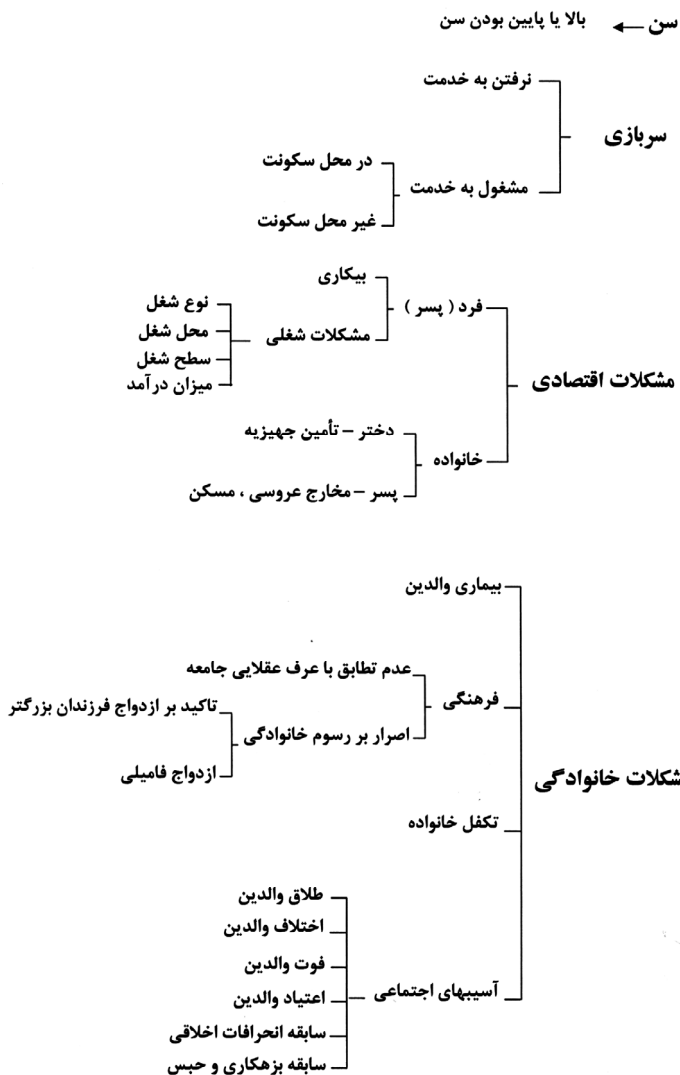 سن ← بالا یا پایین بودن سن
سربازی
نرفتن به خدمت
مشغول به خدمت
در محل سکونت
غیر محل سکونت
مشکلات اقتصادی
فرد ( پسر )
بیکاری
مشکلات شغلی
نوع شغل
محل شغل
سطح شغل
میزان درآمد
خانواده
دختر – تأمین جهیزیه
پسر – مخارج عروسی ، مسکن
شکلات خانوادگی
بیماری والدین
فرهنگی
عدم تطابق با عرف عقلایی جامعه
اصرار بر رسوم خانوادگی
تاکید بر ازدواج فرزندان بزرگتر
ازدواج فامیلی
تکفل خانواده
آسیبهای اجتماعی
طلاق والدین
اختلاف والدین
فوت والدین
اعتیاد والدین
سابقه انحرافات اخلاقی
سابقه بزهکاری و حبس